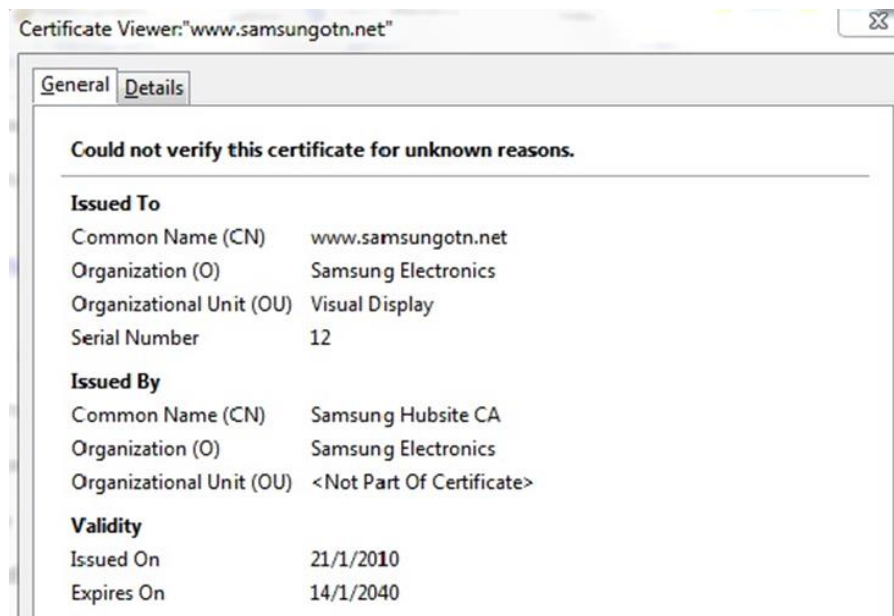 Certificate Viewer:"www.samsungotn.net"
General Details
Could not verify this certificate for unknown reasons.
Issued To
Common Name (CN) www.samsungotn.net
Organization (O) Samsung Electronics
Organizational Unit (OU) Visual Display
Serial Number 12
Issued By
Common Name (CN) Samsung Hubsite CA
Organization (O) Samsung Electronics
Organizational Unit (OU) <Not Part Of Certificate>
Validity
Issued On 21/1/2010
Expires On 14/1/2040